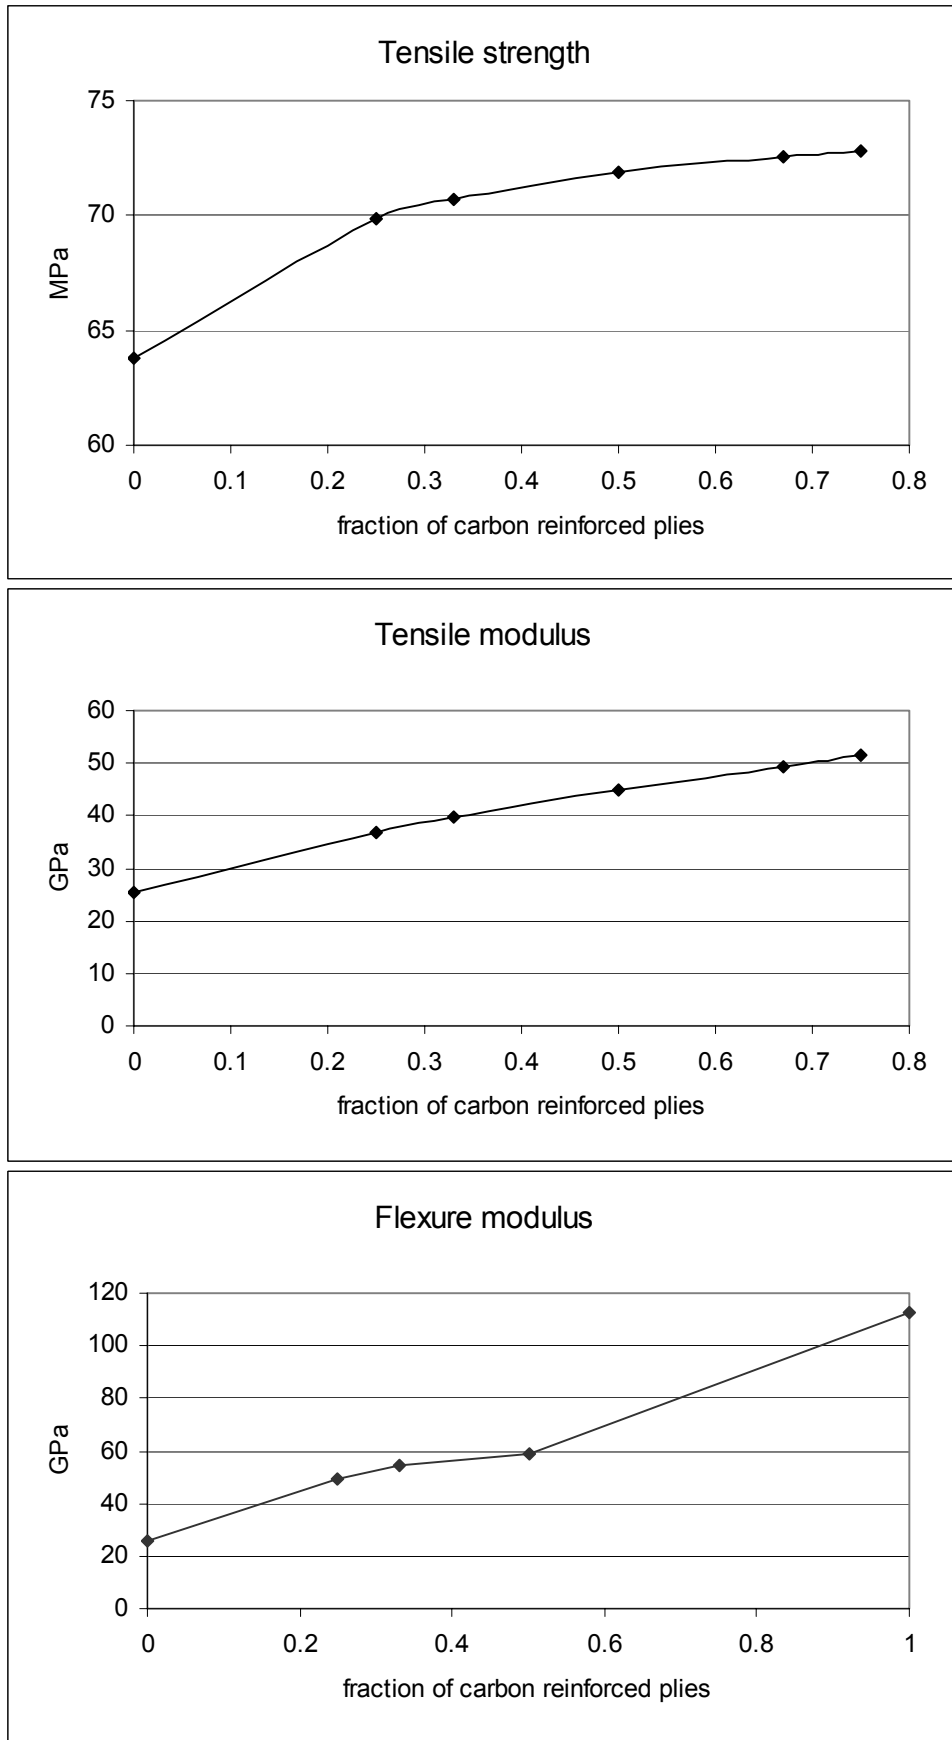 Tensile strength
75
70
65
60
MPa
0 0.1 0.2 0.3 0.4 0.5 0.6 0.7 0.8
fraction of carbon reinforced plies
Tensile modulus
60
50
40
30
20
10
0
GPa
0 0.1 0.2 0.3 0.4 0.5 0.6 0.7 0.8
fraction of carbon reinforced plies
Flexure modulus
120
100
80
60
40
20
0
GPa
0 0.2 0.4 0.6 0.8 1
fraction of carbon reinforced plies